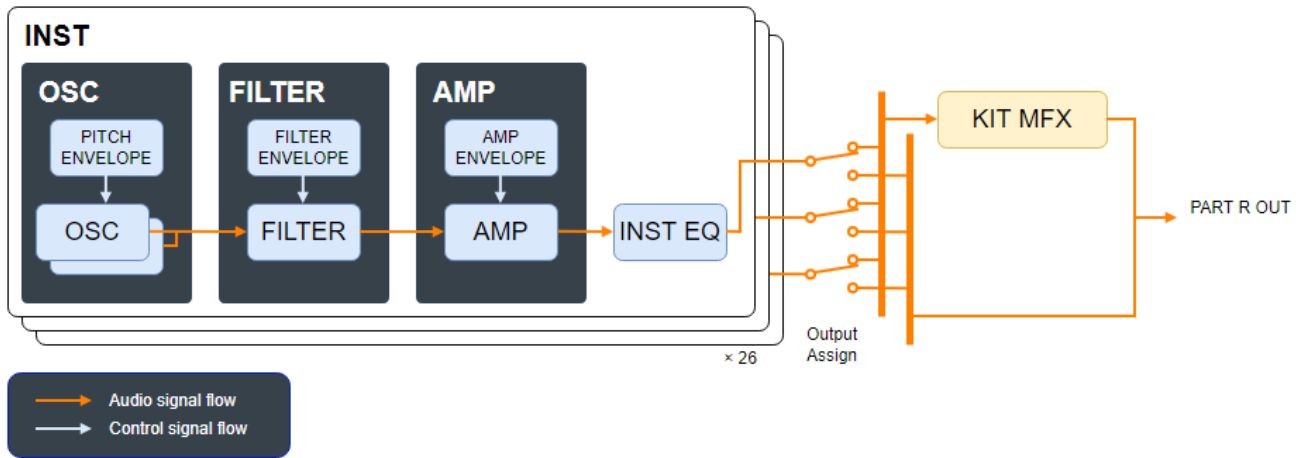 INST
OSC
PITCH
ENVELOPE
OSC
FILTER
FILTER
ENVELOPE
FILTER
AMP
AMP
ENVELOPE
AMP
INST EQ
× 26
Output
Assign
KIT MFX
PART R OUT
Audio signal flow
Control signal flow